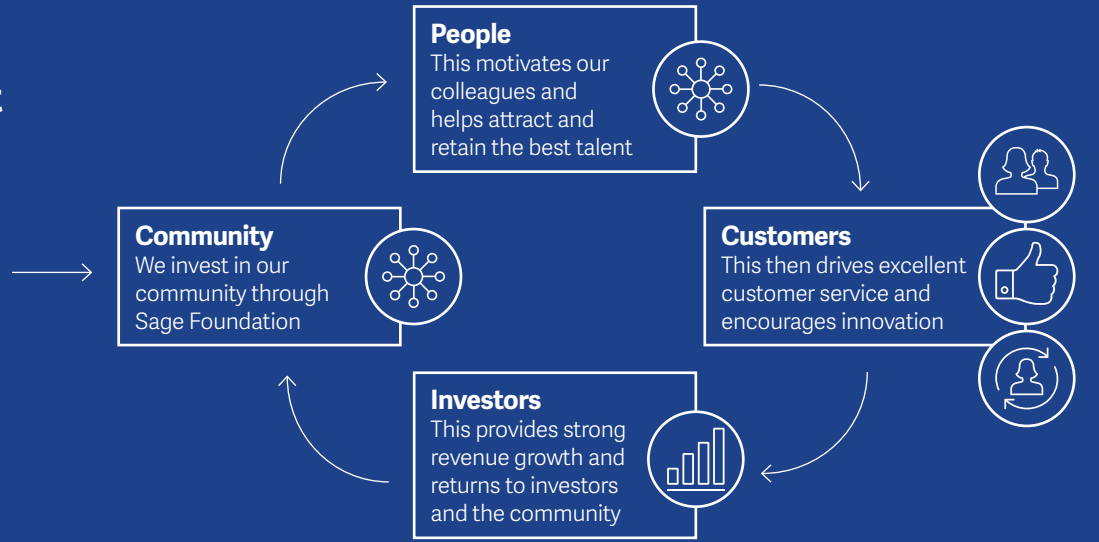 People
This motivates our
colleagues and
helps attract and
retain the best talent
Community
We invest in our
community through
Sage Foundation
Customers
This then drives excellent
customer service and
encourages innovation
Investors
This provides strong
revenue growth and
returns to investors
and the community